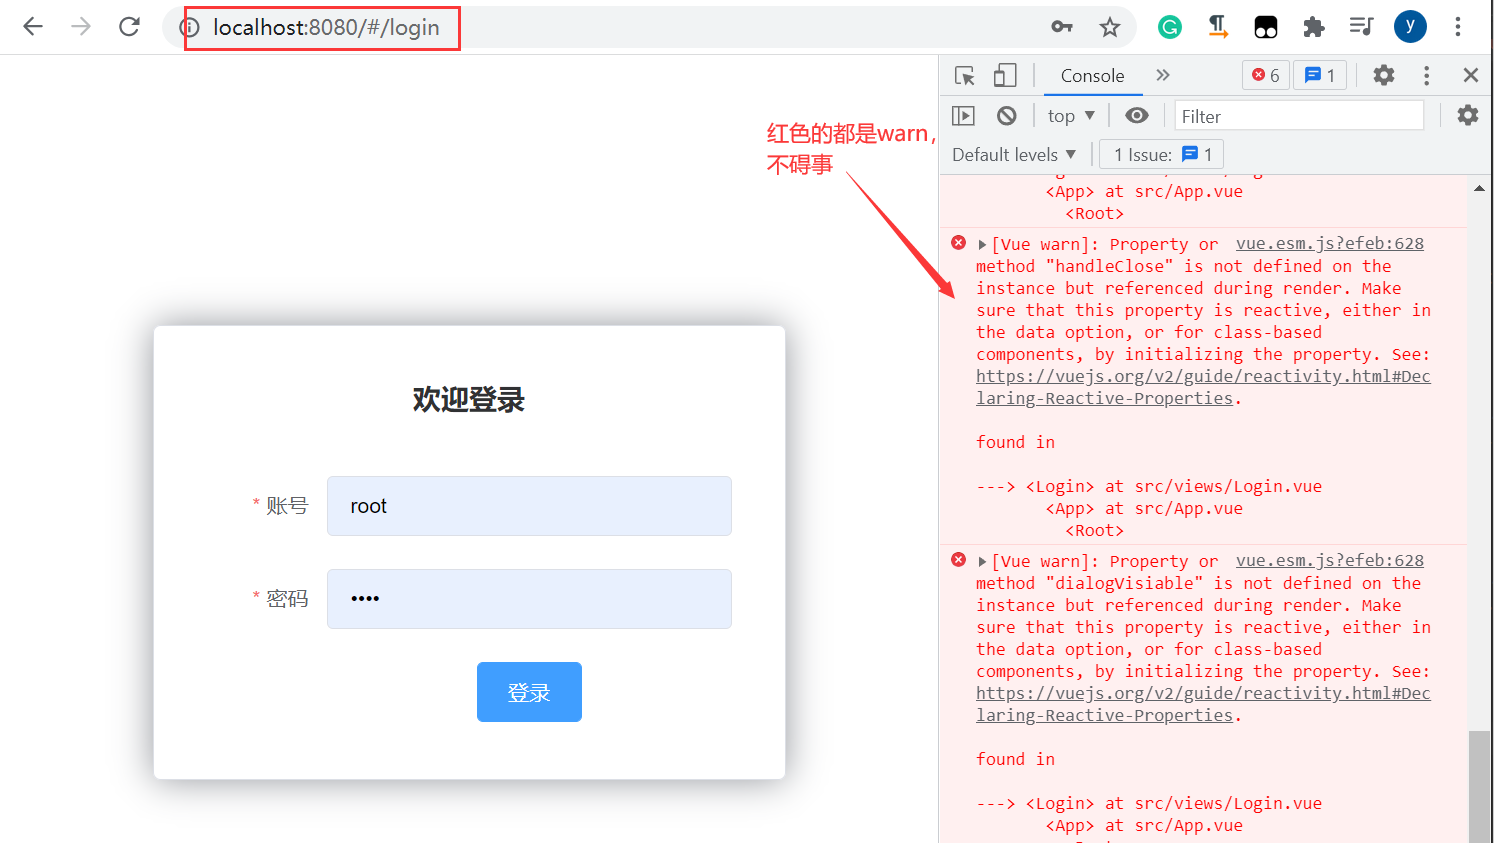 localhost:8080/#/login
y
Console
6
1
top
Filter
Default levels
1 Issue:
1
红色的都是warn，
不碍事
<App> at src/App.vue
<Root>
[Vue warn]: Property or vue.esm.js?efeb:628
method "handleClose" is not defined on the
instance but referenced during render. Make
sure that this property is reactive, either in
the data option, or for class-based
components, by initializing the property. See:
https://vuejs.org/v2/guide/reactivity.html#Dec
laring-Reactive-Properties.
found in
---> <Login> at src/views/Login.vue
<App> at src/App.vue
<Root>
[Vue warn]: Property or vue.esm.js?efeb:628
method "dialogVisiable" is not defined on the
instance but referenced during render. Make
sure that this property is reactive, either in
the data option, or for class-based
components, by initializing the property. See:
https://vuejs.org/v2/guide/reactivity.html#Dec
laring-Reactive-Properties.
found in
---> <Login> at src/views/Login.vue
<App> at src/App.vue
欢迎登录
* 账号
root
* 密码
••••
登录